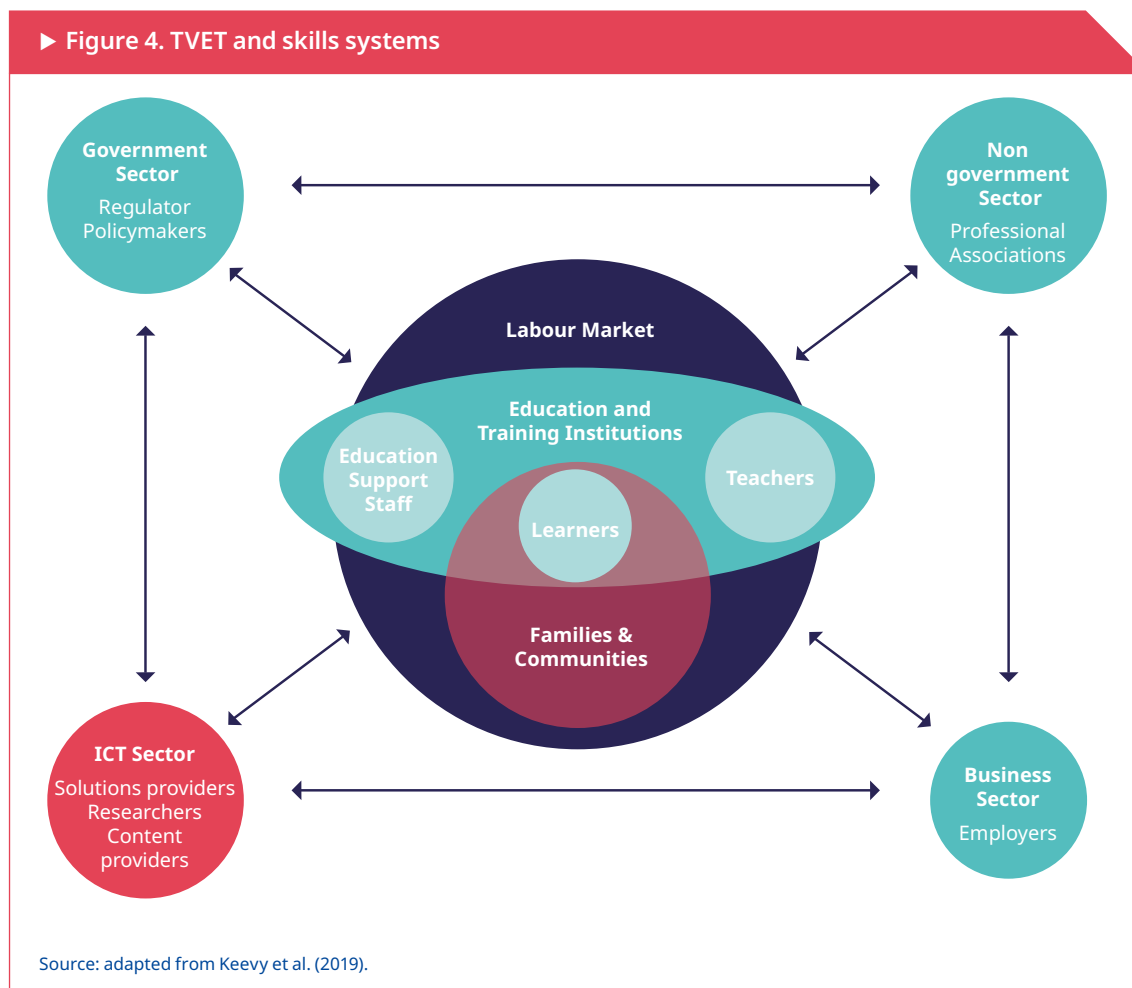 Figure 4. TVET and skills systems
Government
Sector
Regulator
Policymakers
Non
government
Sector
Professional
Associations
Labour Market
Education and
Training Institutions
Education
Support
Staff
Teachers
Learners
Families &
Communities
ICT Sector
Solutions providers
Researchers
Content
providers
Business
Sector
Employers
Source: adapted from Keevy et al. (2019).